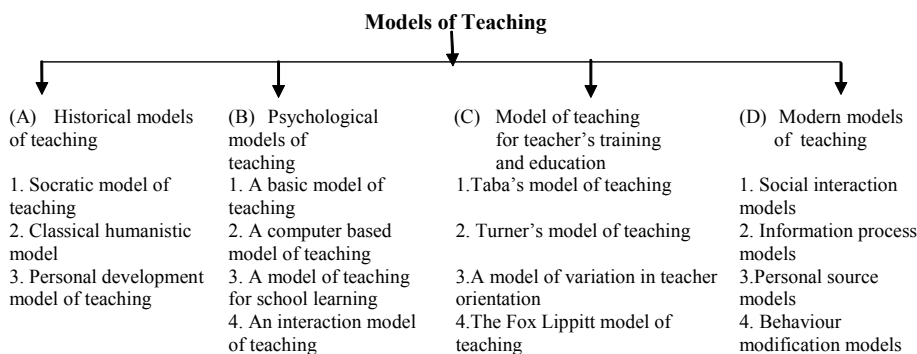 Models of Teaching
(A) Historical models
of teaching
1. Socratic model of
teaching
2. Classical humanistic
model
3. Personal development
model of teaching
(B) Psychological
models of
teaching
1. A basic model of
teaching
2. A computer based
model of teaching
3. A model of teaching
for school learning
4. An interaction model
of teaching
(C) Model of teaching
for teacher's training
and education
1.Taba's model of teaching
2. Turner's model of teaching
3.A model of variation in teacher
orientation
4.The Fox Lippitt model of
teaching
(D) Modern models
of teaching
1. Social interaction
models
2. Information process
models
3.Personal source
models
4. Behaviour
modification models